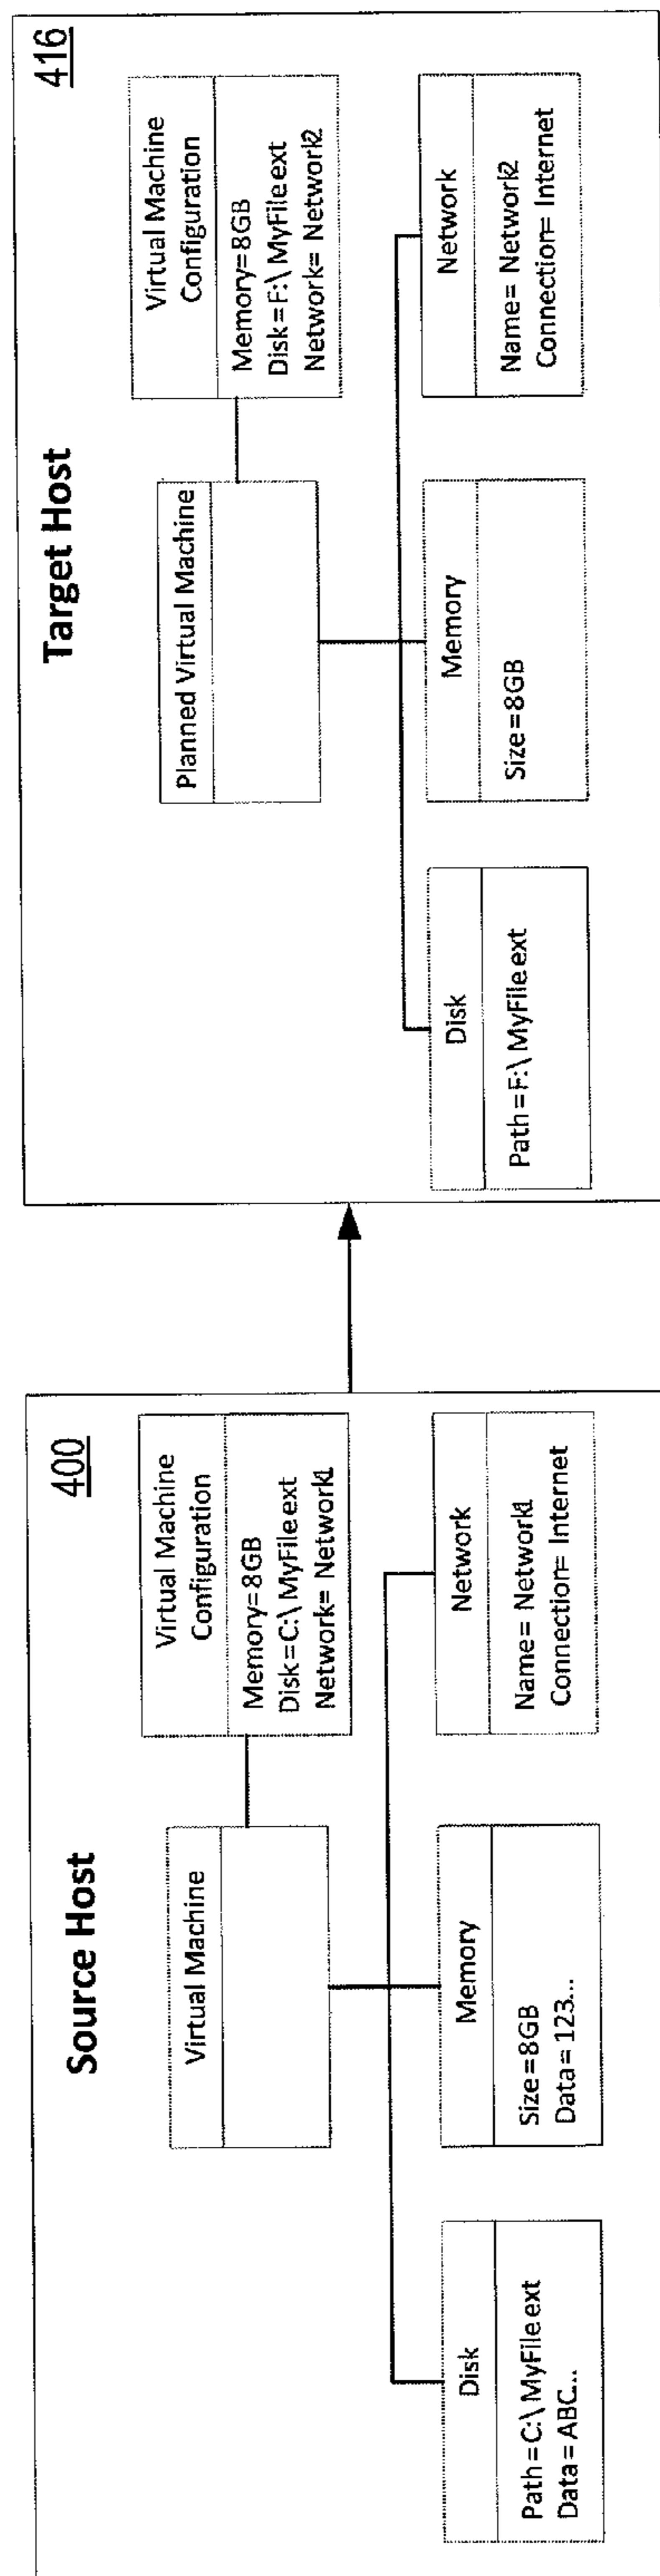 Source Host
400
Virtual Machine
Virtual Machine
Configuration
Memory=8GB
Disk=C:\MyFile ext
Network= Network1
Disk
Path=C:\MyFile ext
Data=ABC...
Memory
Size=8GB
Data=123...
Network
Name= Network1
Connection= Internet
Target Host
416
Planned Virtual Machine
Virtual Machine
Configuration
Memory=8GB
Disk=F:\MyFile ext
Network= Network2
Disk
Path=F:\MyFile ext
Memory
Size=8GB
Network
Name= Network2
Connection= Internet